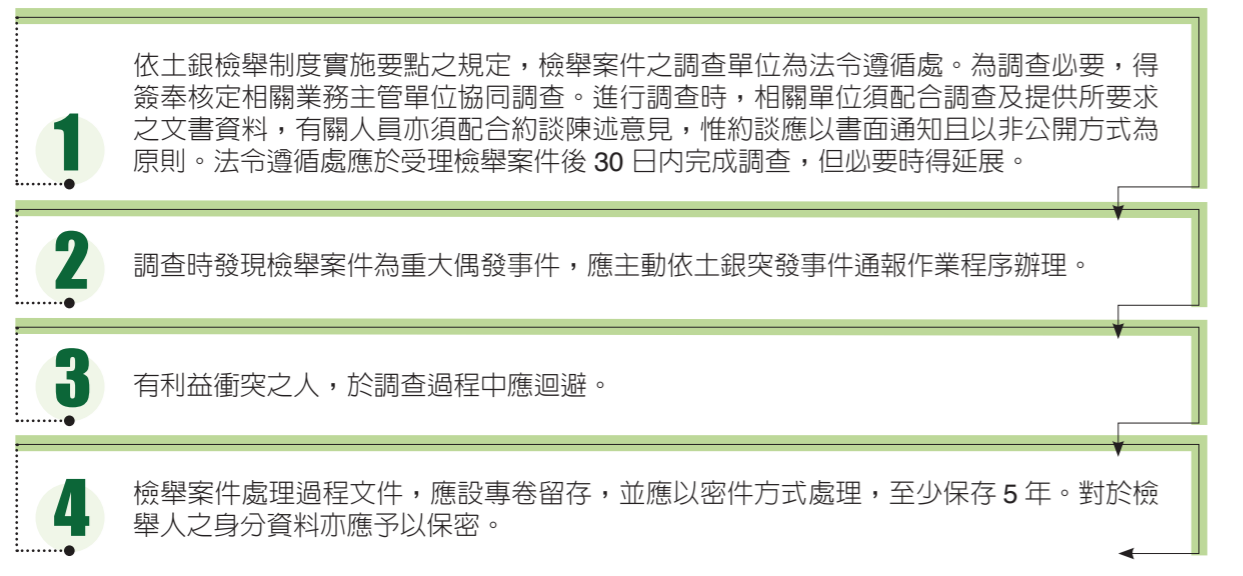 1
依土銀檢舉制度實施要點之規定，檢舉案件之調查單位為法令遵循處。為調查必要，得
簽奉核定相關業務主管單位協同調查。進行調查時，相關單位須配合調查及提供所要求
之文書資料，有關人員亦須配合約談陳述意見，惟約談應以書面通知且以非公開方式為
原則。法令遵循處應於受理檢舉案件後 30 日內完成調查，但必要時得延展。
2
調查時發現檢舉案件為重大偶發事件，應主動依土銀突發事件通報作業程序辦理。
3
有利益衝突之人，於調查過程中應迴避。
4
檢舉案件處理過程文件，應設專卷留存，並應以密件方式處理，至少保存 5 年。對於檢
舉人之身分資料亦應予以保密。